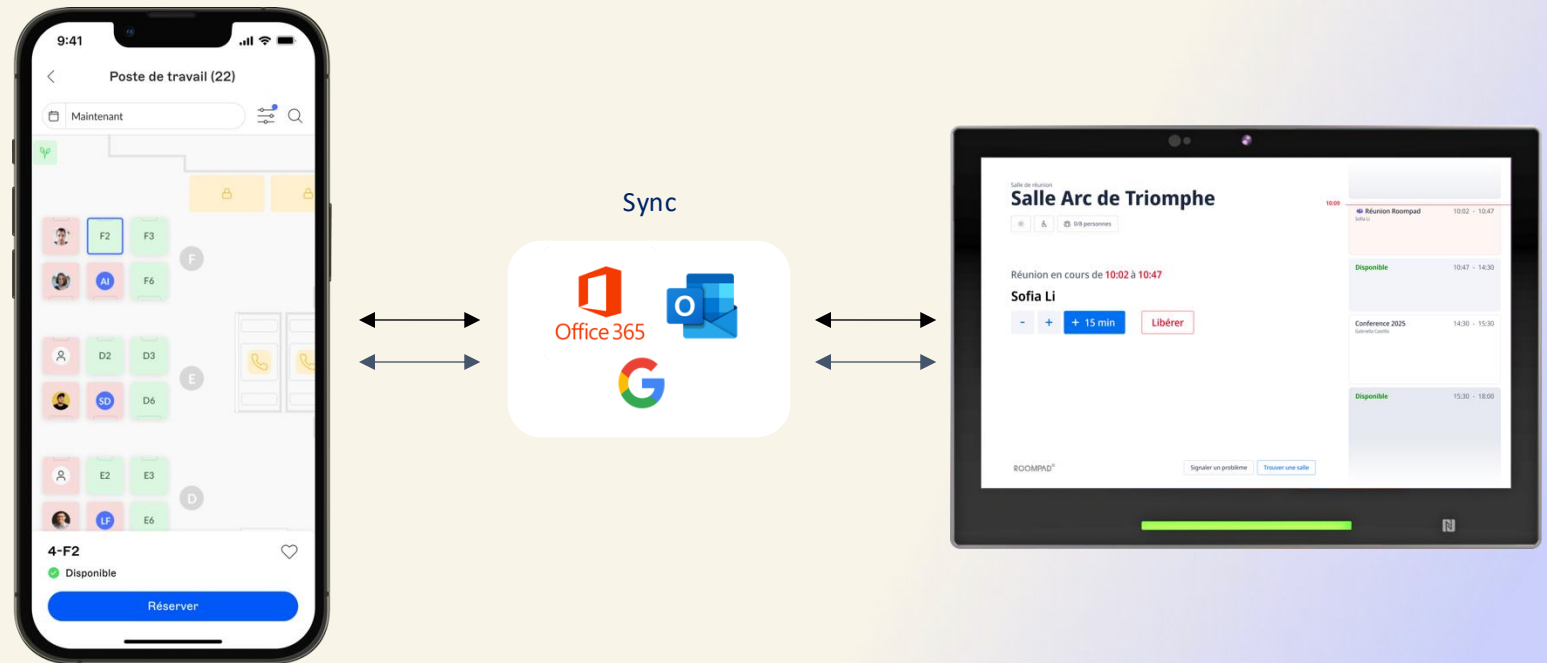 9:41
Poste de travail (22)
Maintenant
F2
F3
F
AI
F6
D2
D3
E
SD
D6
E2
E3
D
LF
E6
4-F2
Disponible
Réserver
Sync
Office 365
O
G
Salle de réunion
Salle Arc de Triomphe
0/8 personnes
Réunion en cours de 10:02 à 10:47
Sofia Li
- + + 15 min Libérer
ROOMPAD
Signaler un problème Trouver une salle
10:09
Réunion Roompad 10:02 - 10:47
Sofia Li
Disponible 10:47 - 14:30
Conference 2025 14:30 - 15:30
Disponible 15:30 - 18:00
N